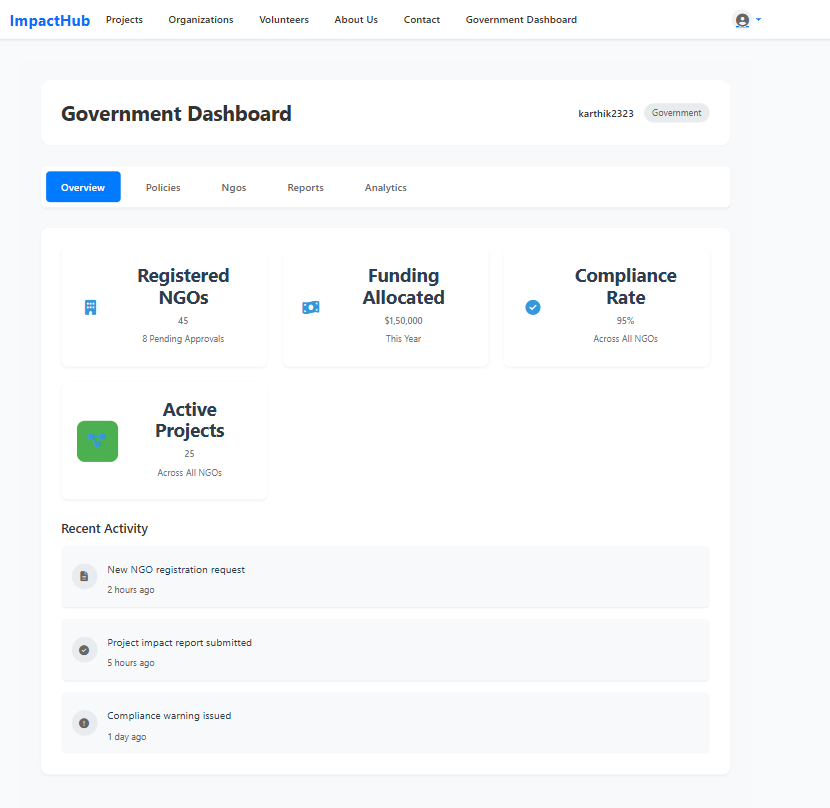 ImpactHub Projects Organizations Volunteers About Us Contact Government Dashboard
Government Dashboard
karthik2323 Government
Overview Policies Ngos Reports Analytics
Registered
NGOs
45
8 Pending Approvals
Funding
Allocated
$1,50,000
This Year
Compliance
Rate
95%
Across All NGOs
Active
Projects
25
Across All NGOs
Recent Activity
New NGO registration request
2 hours ago
Project impact report submitted
5 hours ago
Compliance warning issued
1 day ago